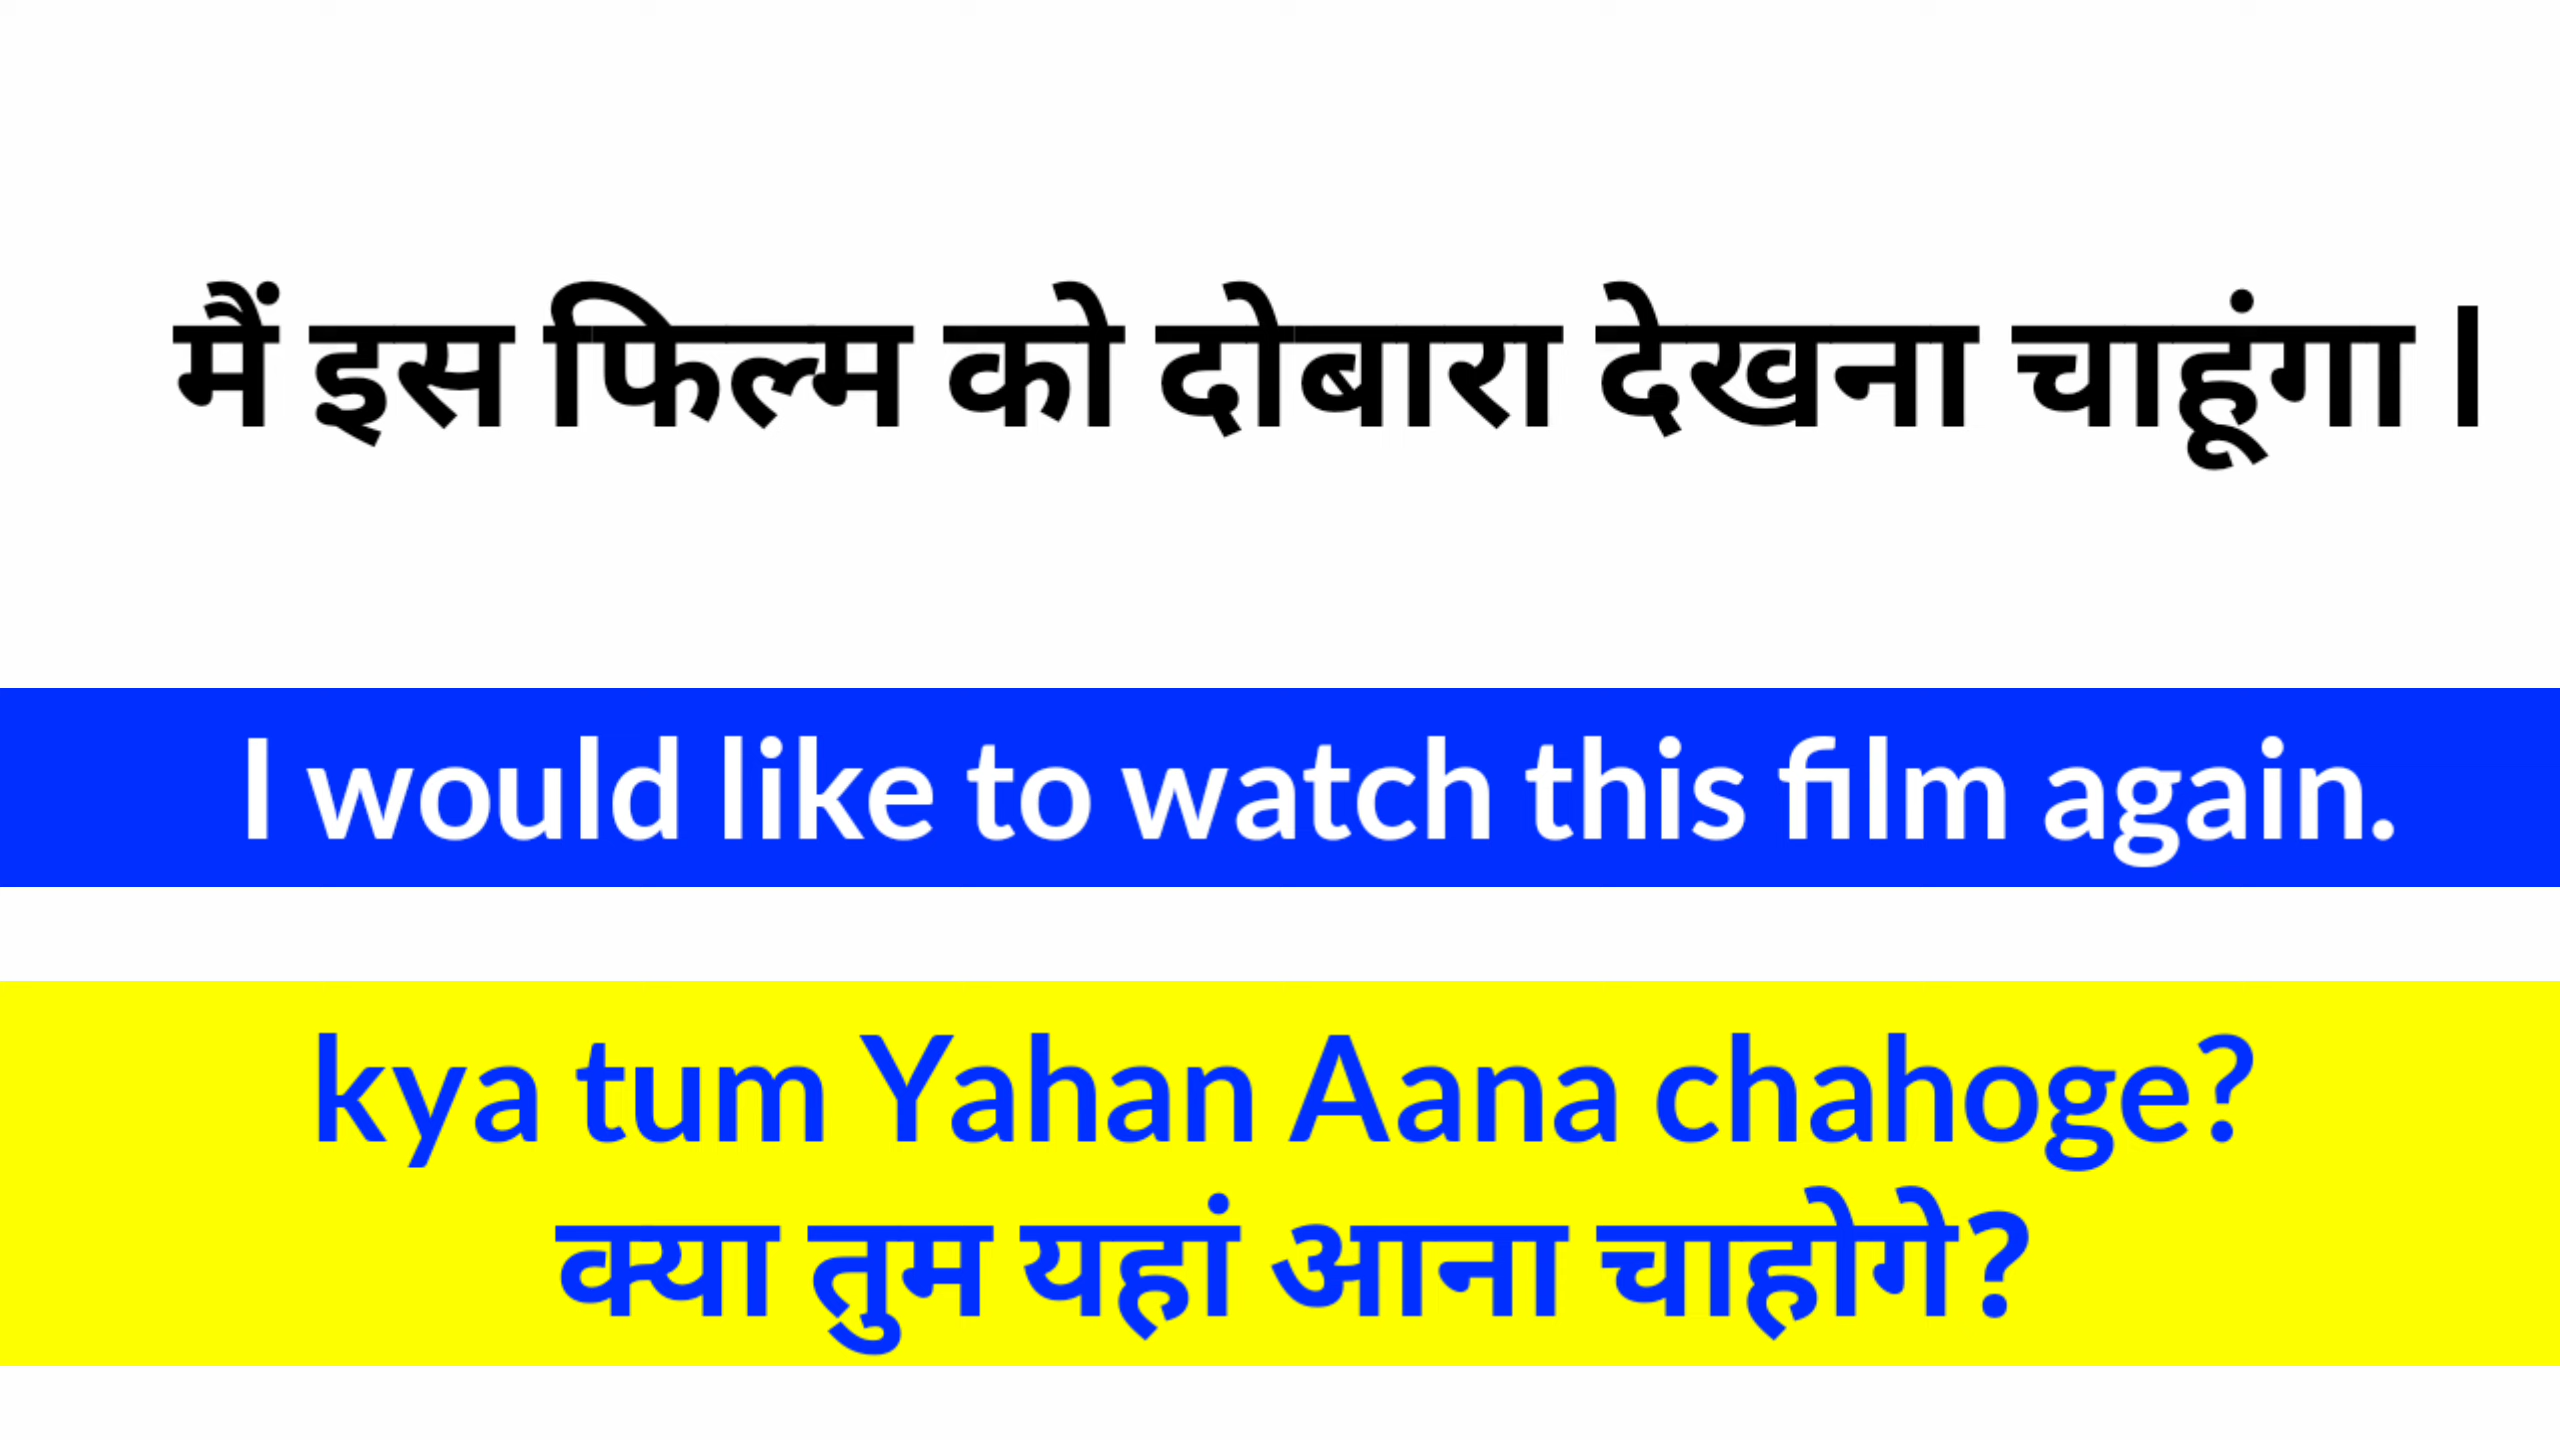 मैं इस फिल्म को दोबारा देखना चाहूंगा l
I would like to watch this film again.
kya tum Yahan Aana chahoge?
क्या तुम यहां आना चाहोगे?